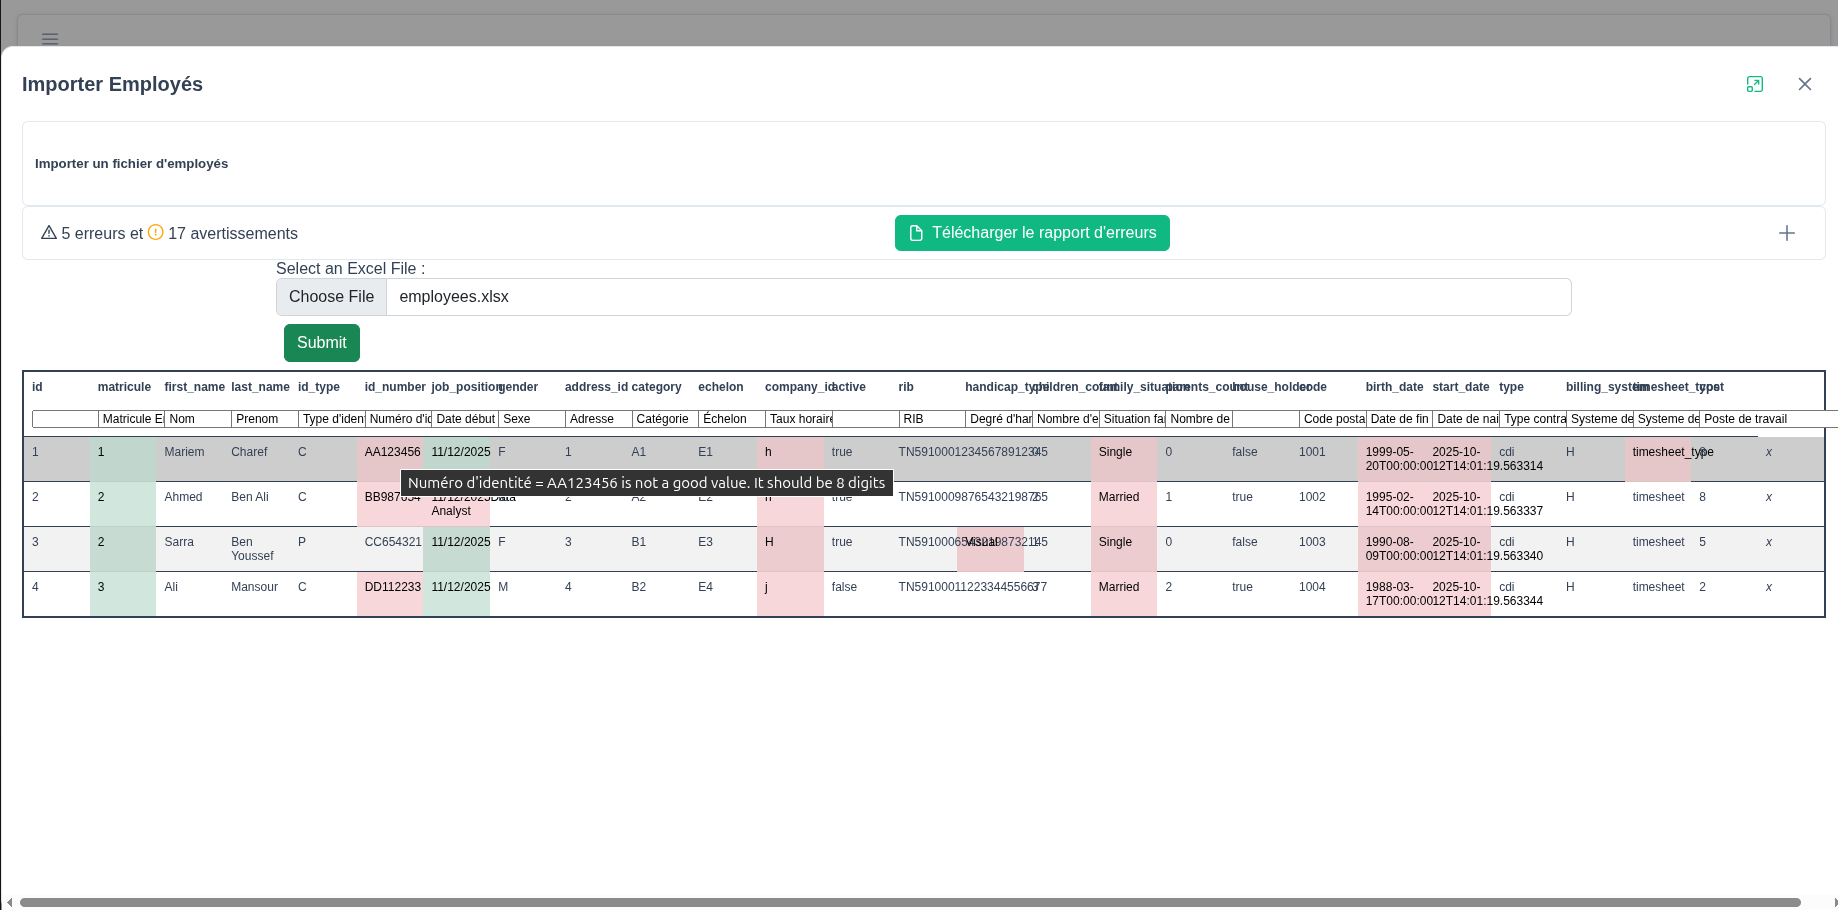 Importer Employés
Importer un fichier d'employés
5 erreurs et 17 avertissements
Télécharger le rapport d'erreurs
Select an Excel File :
Choose File employees.xlsx
Submit
id matricule first_name last_name id_type id_number job_position gender address_id category echelon company_id active rib handicap_type children_count family_situation parents_count house_holder code birth_date start_date type billing_system timesheet_type cost
Matricule E Nom Prenom Type d'iden Numéro d'ic Date début Sexe Adresse Catégorie Échelon Taux horaire RIB Degré d'har Nombre d'e Situation fa Nombre de Code posta Date de fin Date de nai Type contra Systeme de Systeme de Poste de travail
1 1 Mariem Charef C AA123456 11/12/2025 F 1 A1 E1 h true TN5910001234567891234 Single 0 false 1001 1999-05-20T00:00:00 2025-10-12T14:01:19.563314 cdi H timesheet_type x
Numéro d'identité = AA123456 is not a good value. It should be 8 digits
2 2 Ahmed Ben Ali C BB987654 11/12/2025 Data Analyst 2 A2 E2 h true TN5910009876543219876 Married 1 true 1002 1995-02-14T00:00:00 2025-10-12T14:01:19.563337 cdi H timesheet 8 x
3 2 Sarra Ben Youssef P CC654321 11/12/2025 F 3 B1 E3 H true Visual Single 0 false 1003 1990-08-09T00:00:00 2025-10-12T14:01:19.563340 cdi H timesheet 5 x
4 3 Ali Mansour C DD112233 11/12/2025 M 4 B2 E4 j false Married 2 true 1004 1988-03-17T00:00:00 2025-10-12T14:01:19.563344 cdi H timesheet 2 x